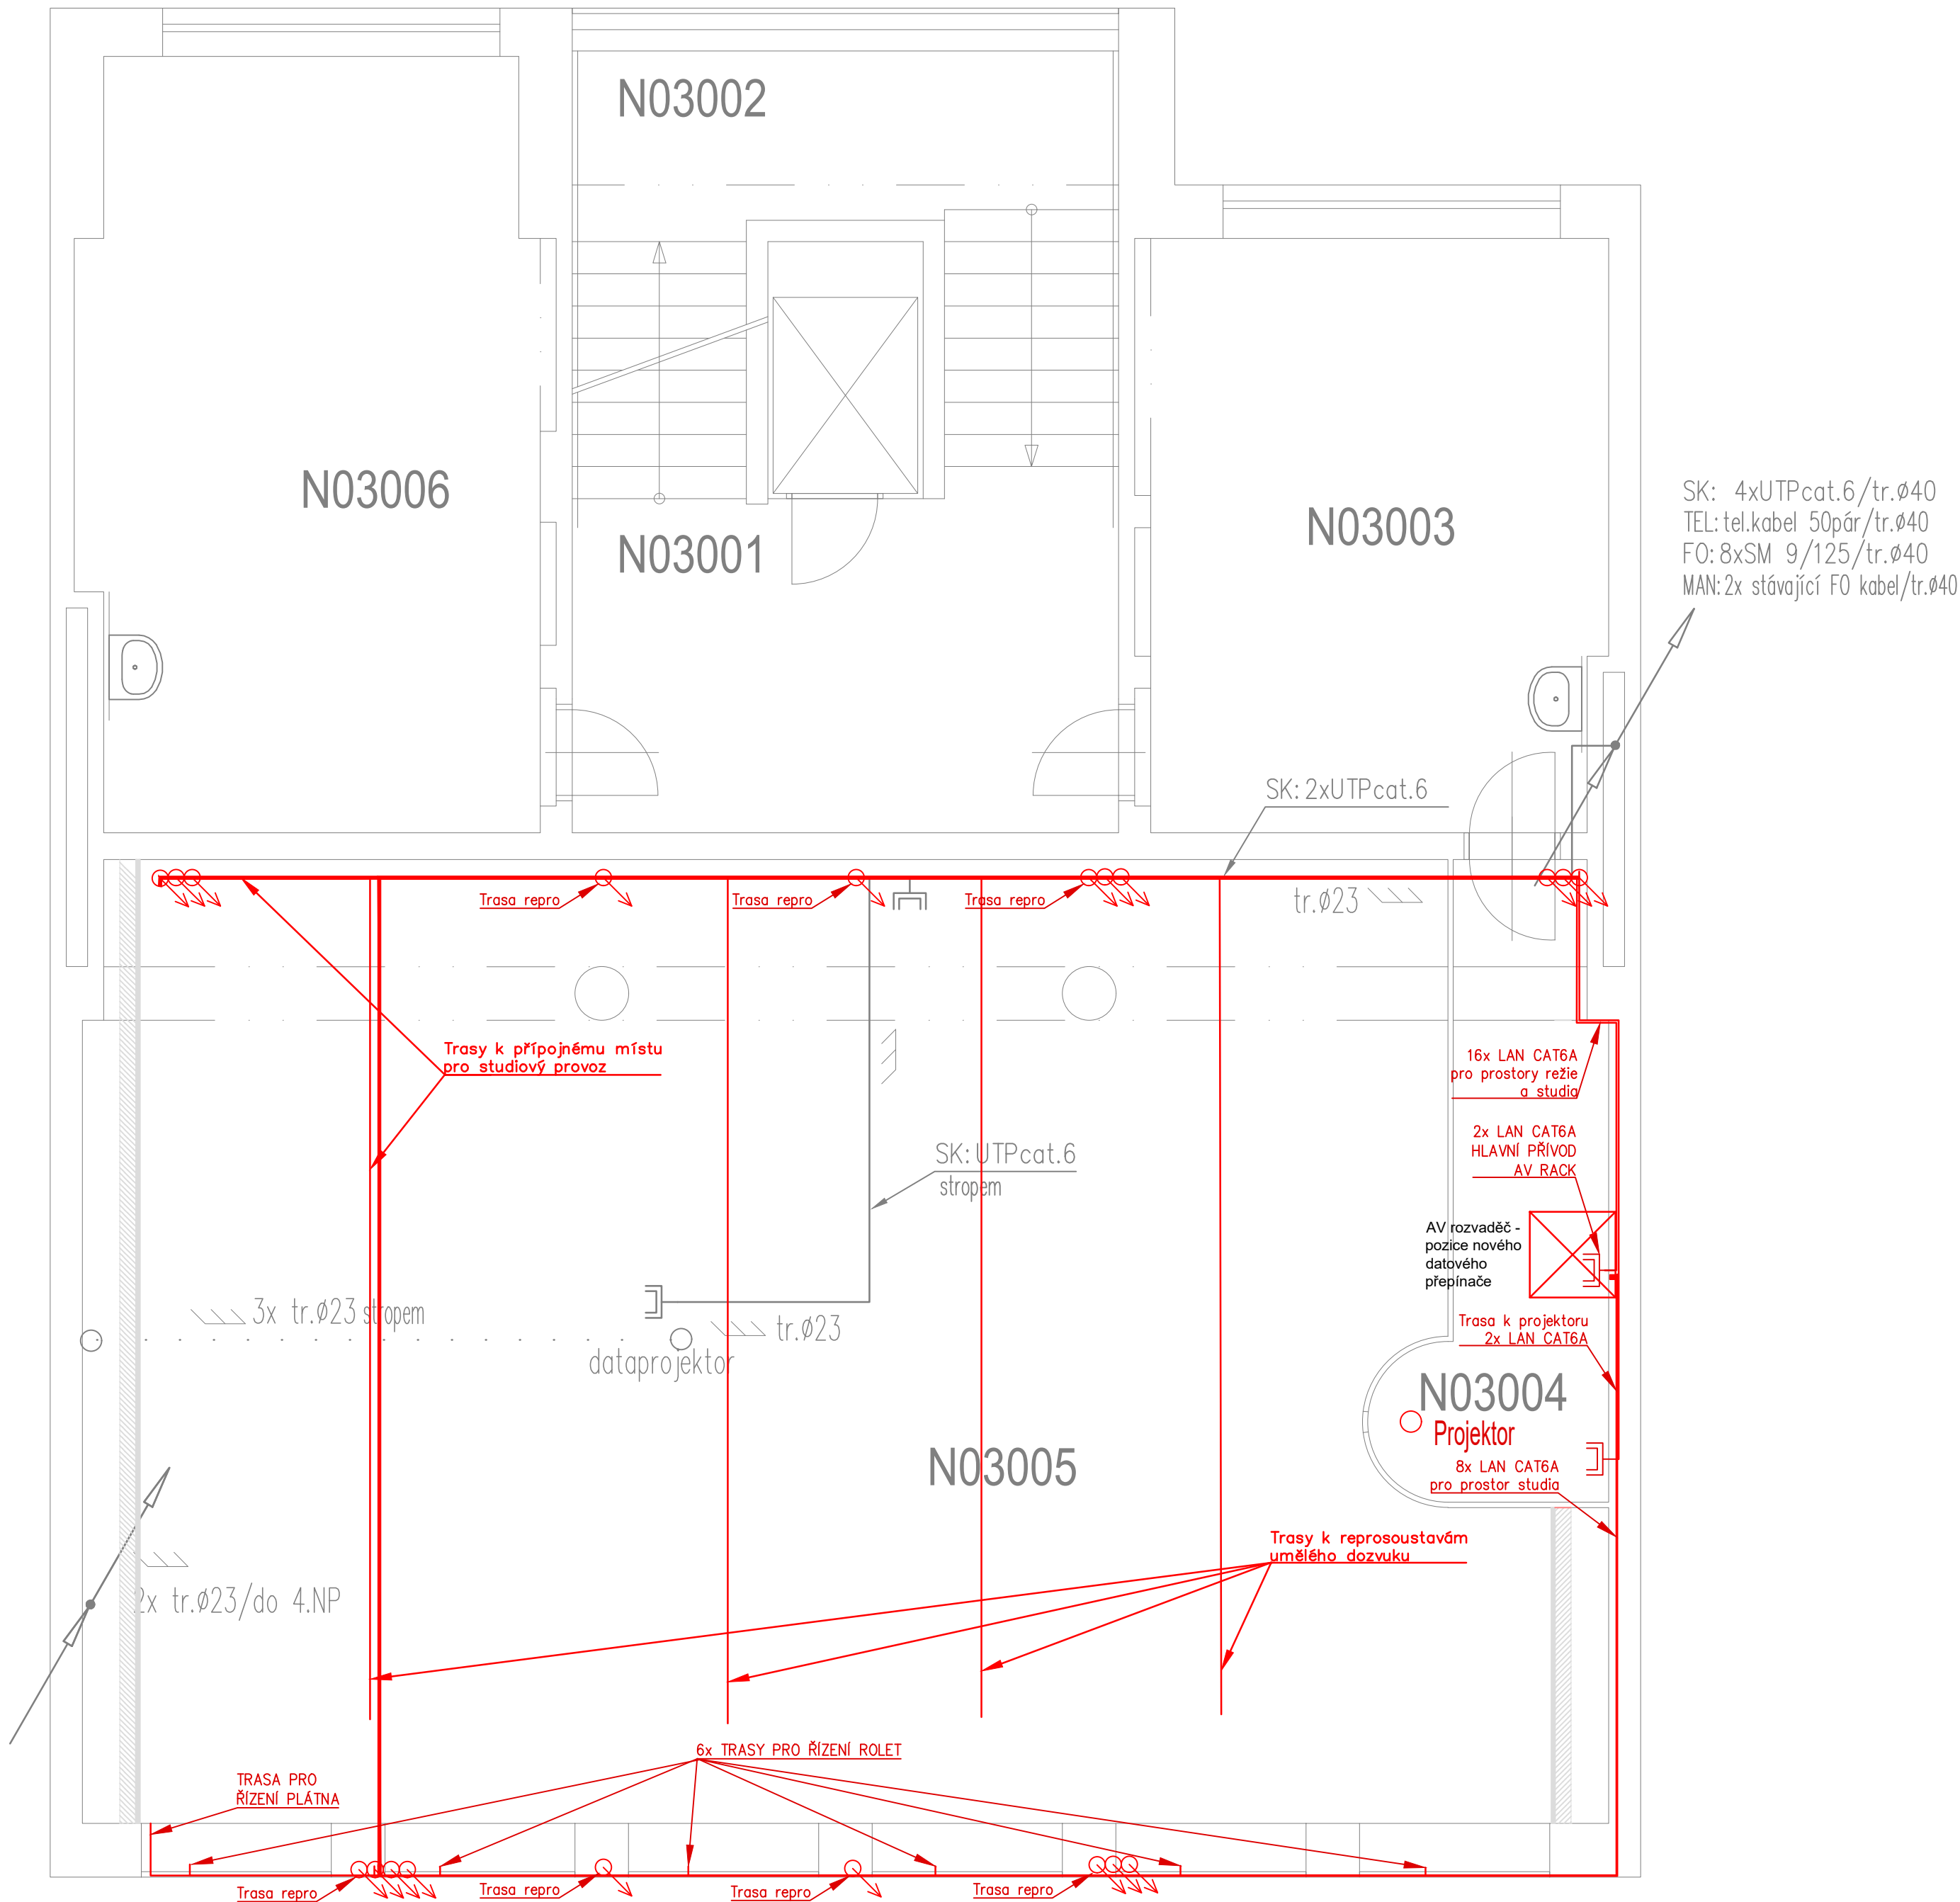 N03002
N03006
N03001
N03003
SK: 4xUTPcat.6/tr.ø40
TEL: tel.kabel 50pár/tr.ø40
FO: 8xSM 9/125/tr.ø40
MAN: 2x stávající FO kabel/tr.ø40
SK: 2xUTPcat.6
Trasa repro
Trasa repro
Trasa repro
tr.ø23
Trasy k přípojnému místu
pro studiový provoz
16x LAN CAT6A
pro prostory režie
a studia
2x LAN CAT6A
HLAVNÍ PŘÍVOD
AV RACK
SK: UTPcat.6
stropem
AV rozvaděč -
pozice nového
datového
přepínače
3x tr.ø23 stropem
tr.ø23
dataprojektor
Trasa k projektoru
2x LAN CAT6A
N03004
Projektor
N03005
8x LAN CAT6A
pro prostor studia
Trasy k reprosoustavám
umělého dozvuku
2x tr.ø23/do 4.NP
6x TRASY PRO ŘÍZENÍ ROLET
TRASA PRO
ŘÍZENÍ PLÁTNA
Trasa repro
Trasa repro
Trasa repro
Trasa repro